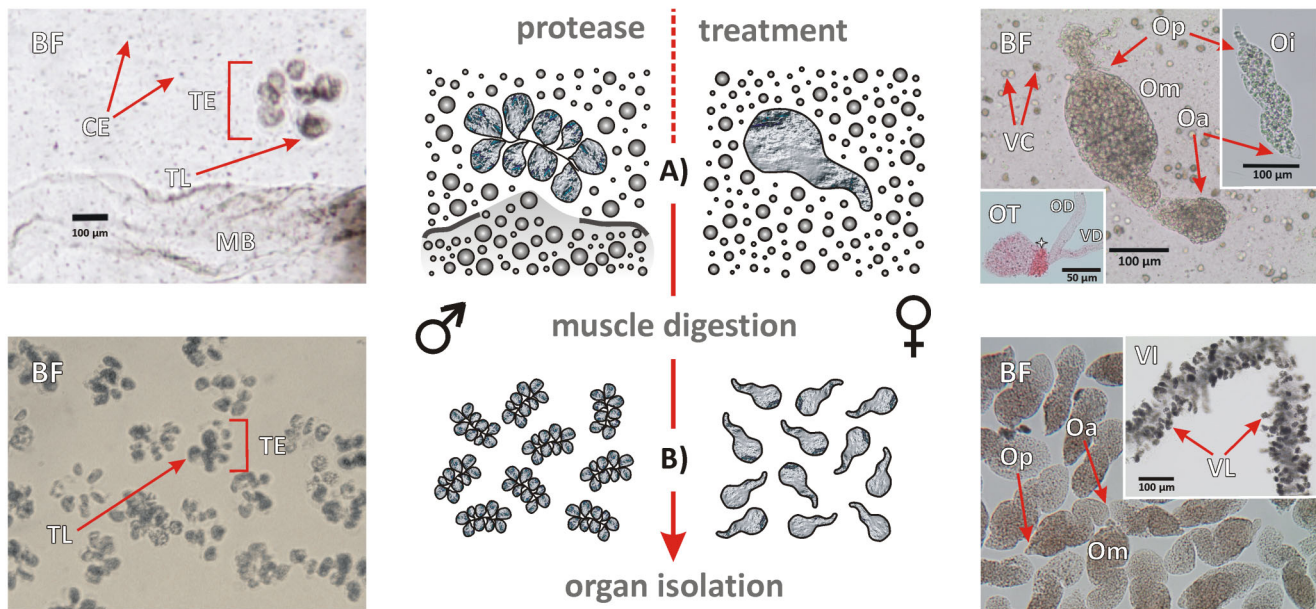 protease treatment
BF
CE
TE
TL
MB
100 µm
A)
BF
Op
Oi
Om
Oa
VC
100 µm
OT
OD
VD
50 µm
100 µm
♂
muscle digestion
♀
BF
TE
TL
B)
BF
VI
Oa
Op
VL
100 µm
Om
organ isolation